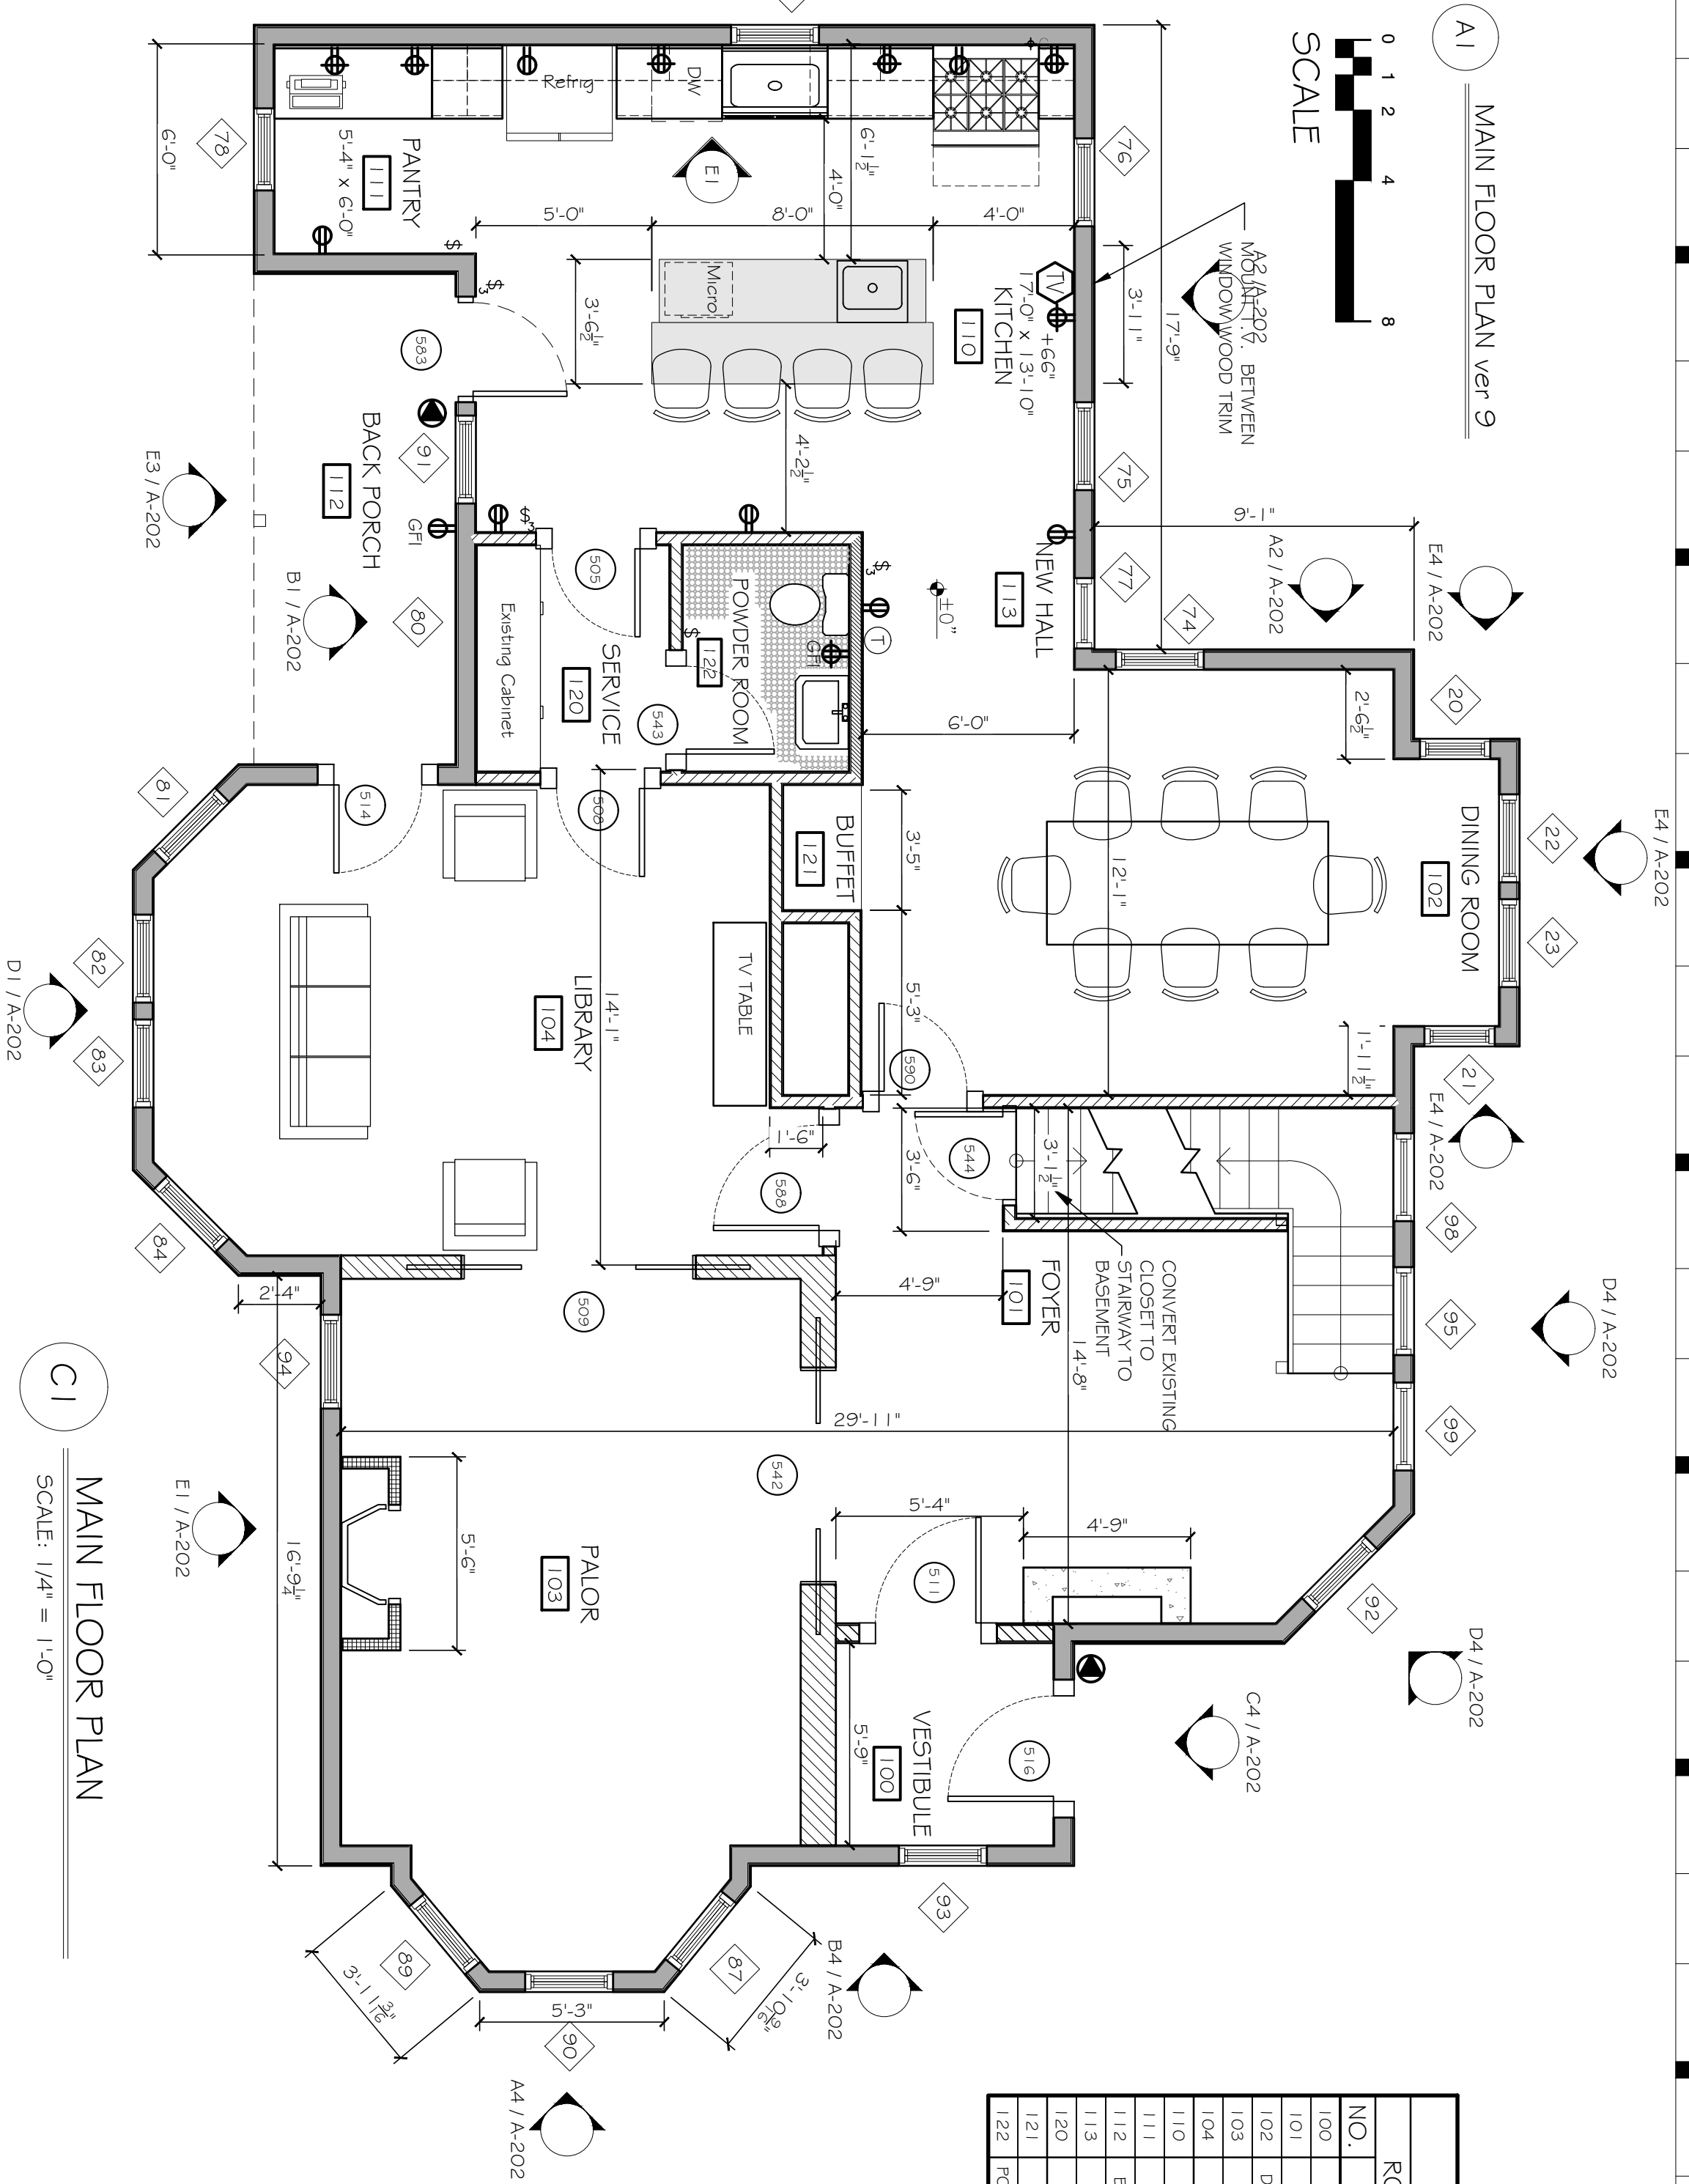 A1
MAIN FLOOR PLAN ver 9
0 1 2 4 8
SCALE
A2 / A-202
MOUNT T.V. BETWEEN
WINDOW WOOD TRIM
17'-9"
3'-11"
76
75
77
74
TV
+66"
17'-0" x 13'-10"
KITCHEN
110
4'-0"
8'-0"
5'-0"
6'-1 1/2"
4'-0"
Refrig
DW
E1
Micro
3'-6 1/2"
4'-2 1/2"
PANTRY
111
5'-4" x 6'-0"
78
6'-0"
$3
$3
583
91
BACK PORCH
112
GFI
80
E3 / A-202
B1 / A-202
9'-1"
A2 / A-202
E4 / A-202
NEW HALL
113
±0"
$3
T
6'-0"
GFI
POWDER ROOM
122
$
543
SERVICE
120
505
$3
Existing Cabinet
508
514
20
2'-6 1/2"
DINING ROOM
102
22
23
E4 / A-202
21
1'-11 1/2"
12'-1"
E4 / A-202
BUFFET
121
3'-5"
5'-3"
590
TV TABLE
LIBRARY
104
14'-1"
81
82
83
84
D1 / A-202
1'-6"
588
3'-6"
544
3'-1 1/2"
98
95
99
D4 / A-202
CONVERT EXISTING
CLOSET TO
STAIRWAY TO
BASEMENT
FOYER
101
4'-9"
14'-8"
29'-11"
509
542
2'-4"
94
16'-9 1/4"
E1 / A-202
5'-6"
PALOR
103
5'-4"
4'-9"
511
92
D4 / A-202
C4 / A-202
516
VESTIBULE
100
5'-9"
93
B4 / A-202
87
3'-10 9/16"
89
3'-11 3/16"
5'-3"
90
A4 / A-202
C1
MAIN FLOOR PLAN
SCALE: 1/4" = 1'-0"
NO.
100
101
102
103
104
110
111
112
113
120
121
122